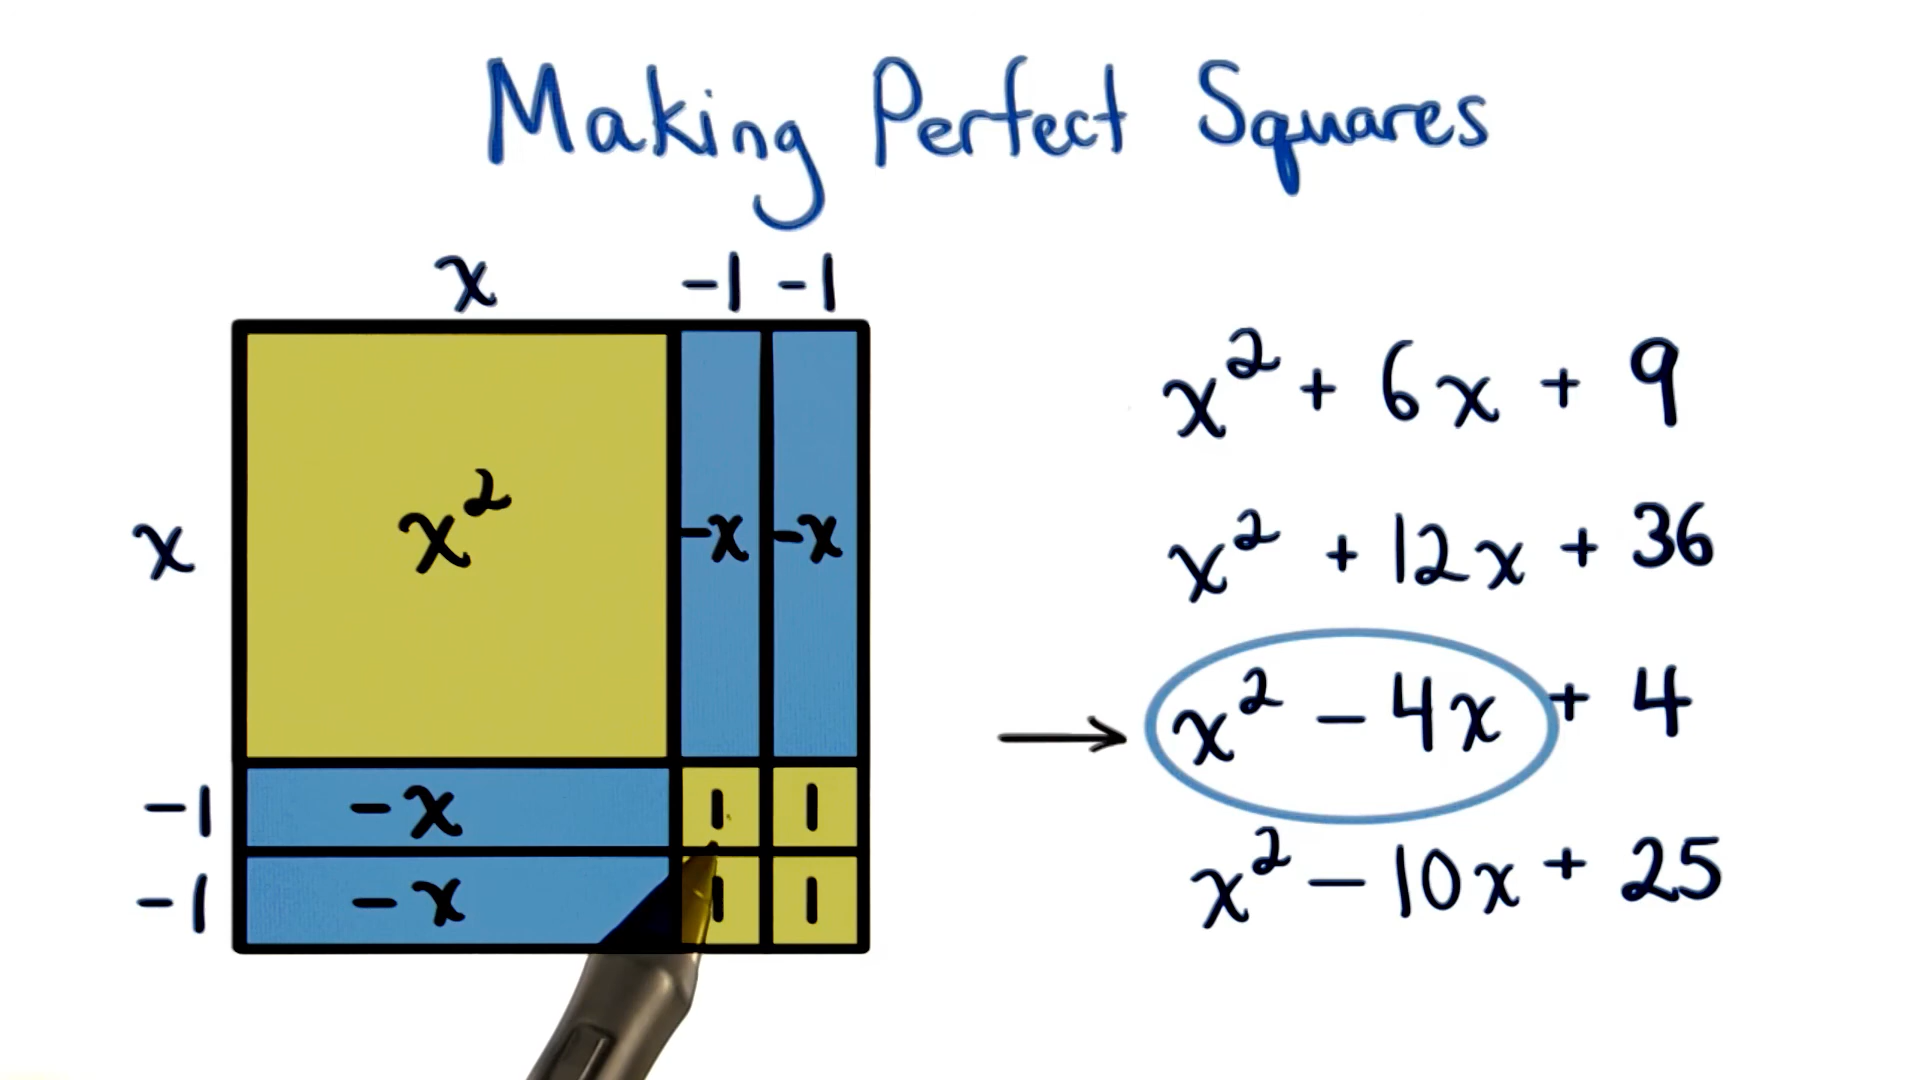 Making Perfect Squares
x -1 -1
x x² -x -x
-1 -x 1 1
-1 -x 1 1
x² + 6x + 9
x² + 12x + 36
→ x² - 4x + 4
x² - 10x + 25